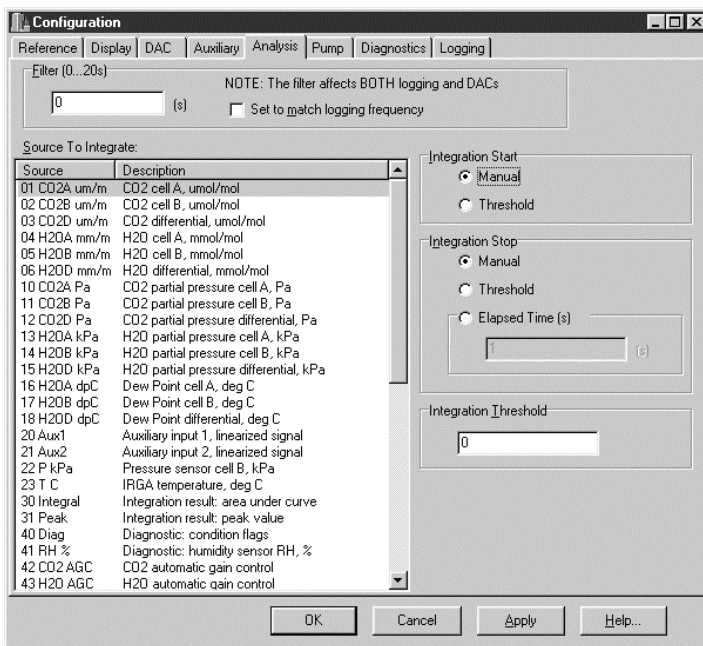 Configuration
Reference Display DAC Auxiliary Analysis Pump Diagnostics Logging
Filter (0...20s)
0 (s)
NOTE: The filter affects BOTH logging and DACs
Set to match logging frequency
Source To Integrate:
Source Description
01 CO2A um/m CO2 cell A, umol/mol
02 CO2B um/m CO2 cell B, umol/mol
03 CO2D um/m CO2 differential, umol/mol
04 H2OA mm/m H2O cell A, mmol/mol
05 H2OB mm/m H2O cell B, mmol/mol
06 H2OD mm/m H2O differential, mmol/mol
10 CO2A Pa CO2 partial pressure cell A, Pa
11 CO2B Pa CO2 partial pressure cell B, Pa
12 CO2D Pa CO2 partial pressure differential, Pa
13 H2OA kPa H2O partial pressure cell A, kPa
14 H2OB kPa H2O partial pressure cell B, kPa
15 H2OD kPa H2O partial pressure differential, kPa
16 H2OA dpC Dew Point cell A, deg C
17 H2OB dpC Dew Point cell B, deg C
18 H2OD dpC Dew Point differential, deg C
20 Aux1 Auxiliary input 1, linearized signal
21 Aux2 Auxiliary input 2, linearized signal
22 P kPa Pressure sensor cell B, kPa
23 T C IRGA temperature, deg C
30 Integral Integration result: area under curve
31 Peak Integration result: peak value
40 Diag Diagnostic: condition flags
41 RH % Diagnostic: humidity sensor RH, %
42 CO2 AGC CO2 automatic gain control
43 H2O AGC H2O automatic gain control
Integration Start
Manual
Threshold
Integration Stop
Manual
Threshold
Elapsed Time (s)
1 (s)
Integration Threshold
0
OK Cancel Apply Help...